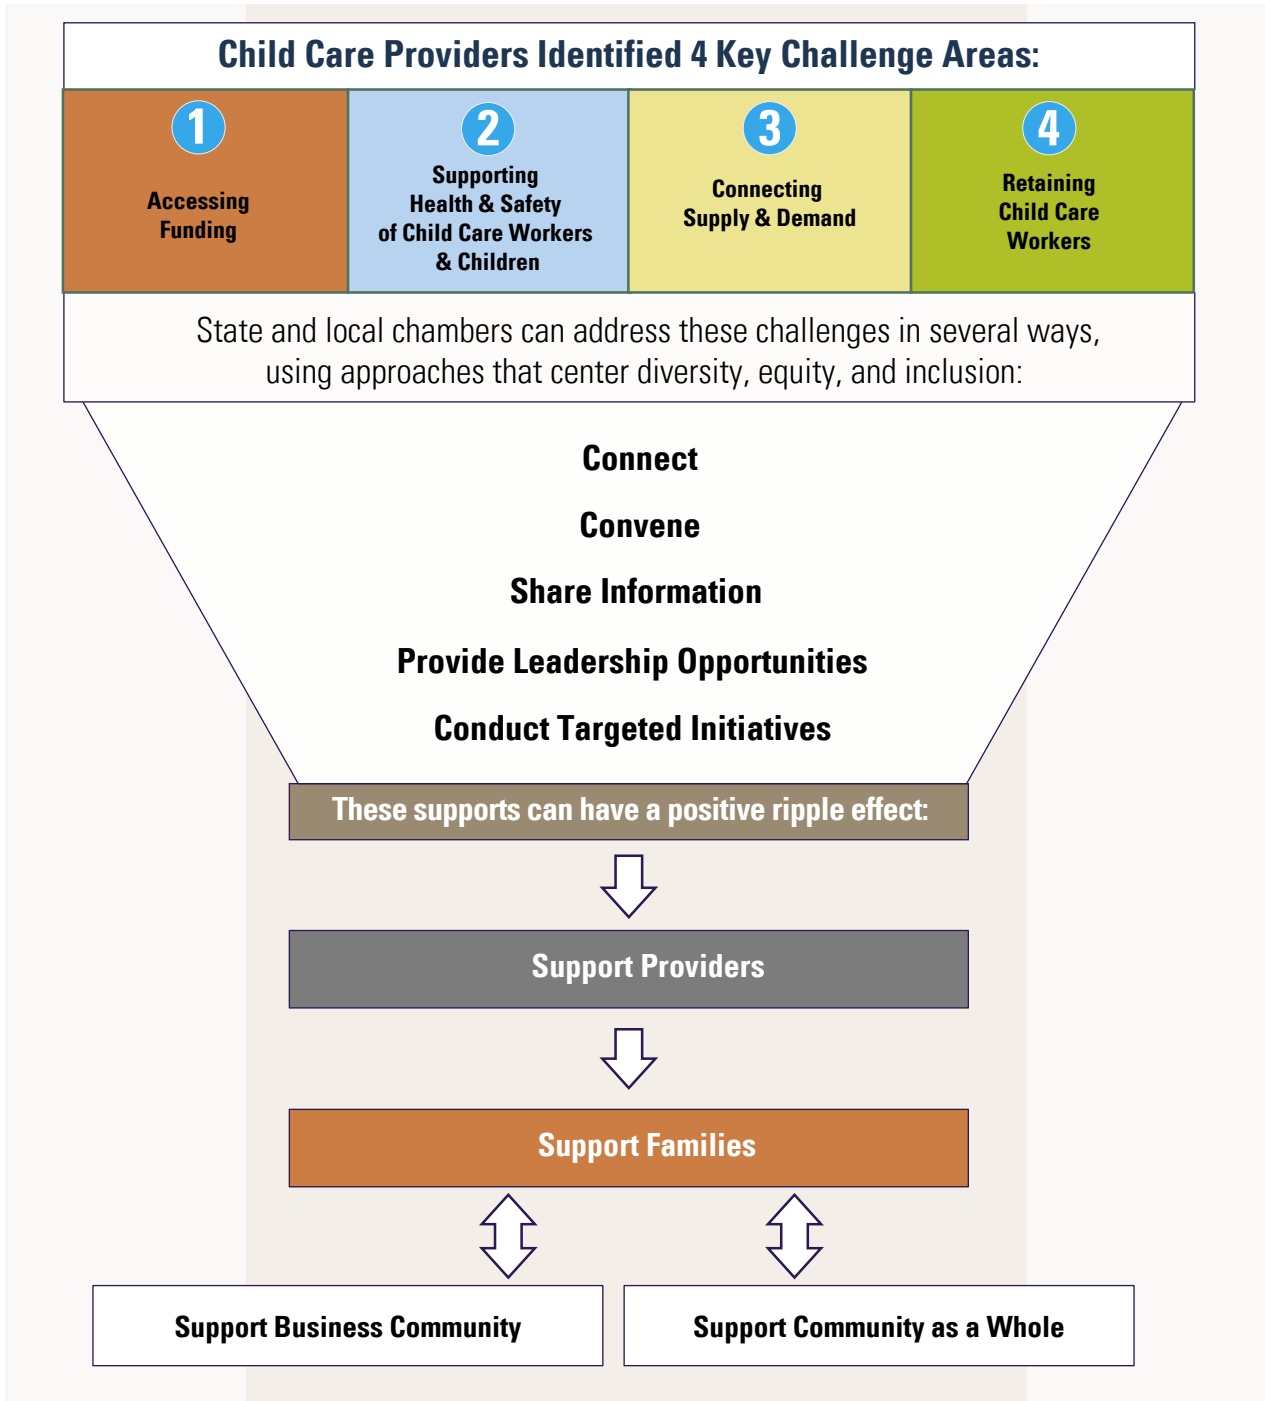 Child Care Providers Identified 4 Key Challenge Areas:
1
Accessing
Funding
2
Supporting
Health & Safety
of Child Care Workers
& Children
3
Connecting
Supply & Demand
4
Retaining
Child Care
Workers
State and local chambers can address these challenges in several ways,
using approaches that center diversity, equity, and inclusion:
Connect
Convene
Share Information
Provide Leadership Opportunities
Conduct Targeted Initiatives
These supports can have a positive ripple effect:
Support Providers
Support Families
Support Business Community
Support Community as a Whole